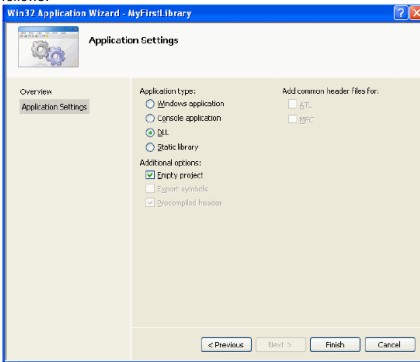 Win32 Application Wizard - MyFirstLibrary
Application Settings
Overview
Application Settings
Application type:
Windows application
Console application
DLL
Static library
Additional options:
Empty project
Export symbols
Precompiled header
Add common header files for:
ATL
MFC
< Previous
Next >
Finish
Cancel